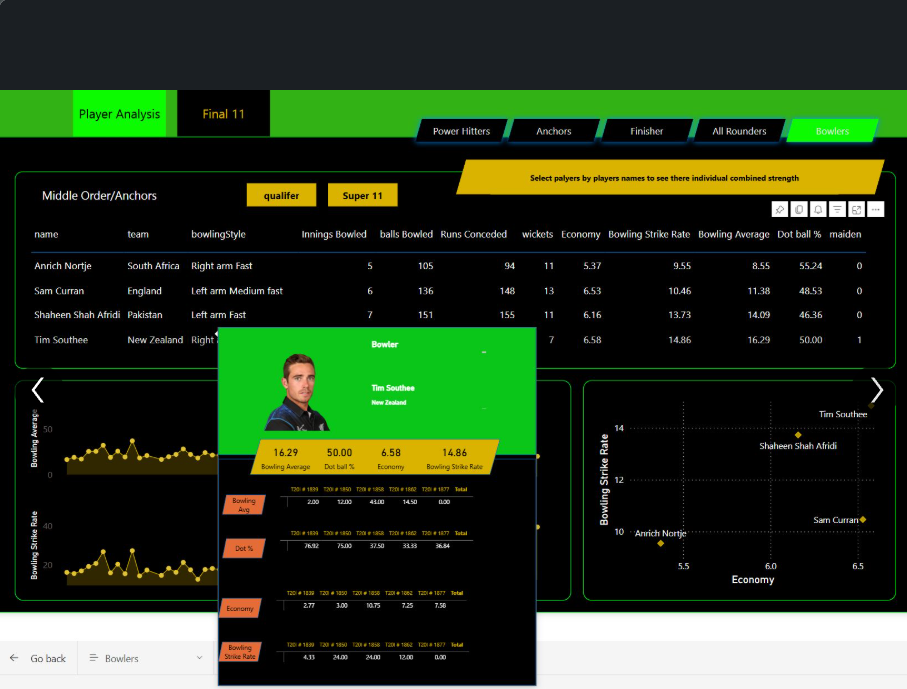 Player Analysis
Final 11
Power Hitters
Anchors
Finisher
All Rounders
Bowlers
Select palyers by players names to see there individual combined strength
Middle Order/Anchors
qualifer
Super 11
name team bowlingStyle Innings Bowled balls Bowled Runs Conceded wickets Economy Bowling Strike Rate Bowling Average Dot ball % maiden
Anrich Nortje South Africa Right arm Fast 5 105 94 11 5.37 9.55 8.55 55.24 0
Sam Curran England Left arm Medium fast 6 136 148 13 6.53 10.46 11.38 48.53 0
Shaheen Shah Afridi Pakistan Left arm Fast 7 151 155 11 6.16 13.73 14.09 46.36 0
Tim Southee New Zealand Right 7 6.58 14.86 16.29 50.00 1
Bowling Average
50
0
Bowling Strike Rate
40
20
Bowler
Tim Southee
New Zealand
16.29 50.00 6.58 14.86
Bowling Average Dot ball % Economy Bowling Strike Rate
Bowling Avg
T20I # 1839 T20I # 1850 T20I # 1858 T20I # 1862 T20I # 1877 Total
2.00 12.00 43.00 14.50 0.00
Dot %
T20I # 1839 T20I # 1850 T20I # 1858 T20I # 1862 T20I # 1877 Total
76.92 75.00 37.50 33.33 36.84
Economy
T20I # 1839 T20I # 1850 T20I # 1858 T20I # 1862 T20I # 1877 Total
2.77 3.00 10.75 7.25 7.58
Bowling Strike Rate
T20I # 1839 T20I # 1850 T20I # 1858 T20I # 1862 T20I # 1877 Total
4.33 24.00 24.00 12.00 0.00
Bowling Strike Rate
14
12
10
Tim Southee
Shaheen Shah Afridi
Sam Curran
Anrich Nortje
5.5 6.0 6.5
Economy
Go back
Bowlers